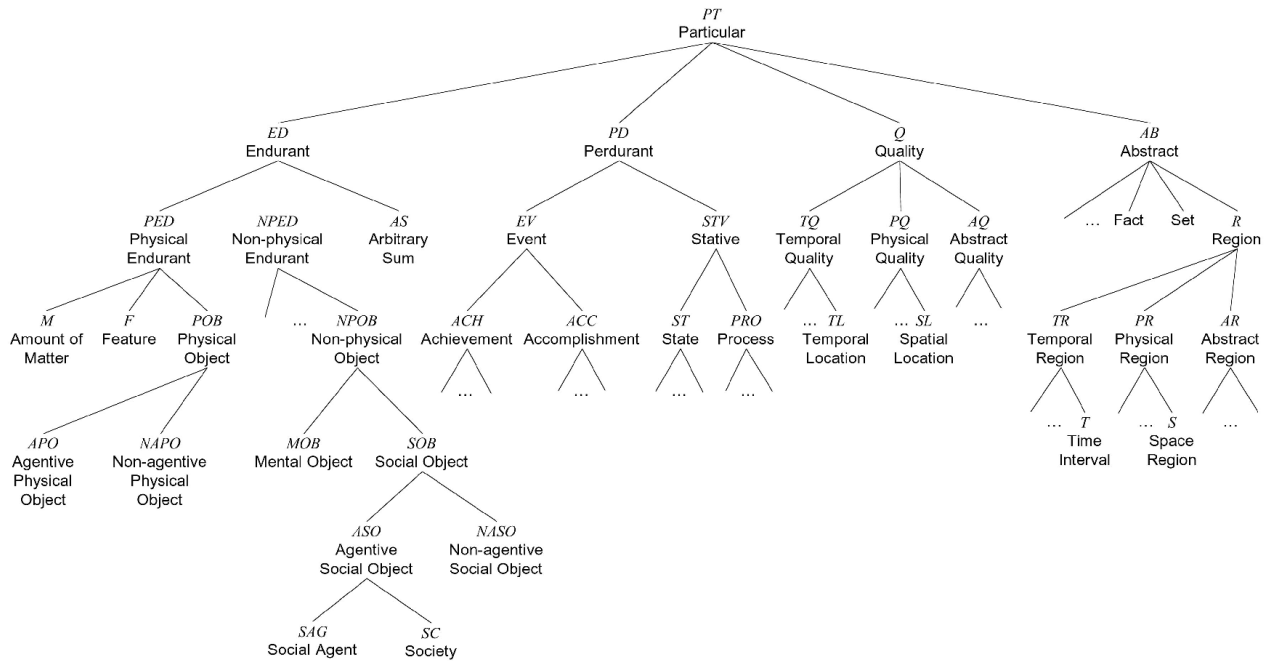 PT
Particular
ED
Endurant
PD
Perdurant
Q
Quality
AB
Abstract
PED
Physical
Endurant
NPED
Non-physical
Endurant
AS
Arbitrary
Sum
EV
Event
STV
Stative
TQ
Temporal
Quality
PQ
Physical
Quality
AQ
Abstract
Quality
...
Fact
Set
R
Region
M
Amount of
Matter
F
Feature
POB
Physical
Object
...
NPOB
Non-physical
Object
ACH
Achievement
...
ACC
Accomplishment
...
ST
State
...
PRO
Process
...
... TL
Temporal
Location
... SL
Spatial
Location
...
TR
Temporal
Region
PR
Physical
Region
AR
Abstract
Region
... T
Time
Interval
... S
Space
Region
...
APO
Agentive
Physical
Object
NAPO
Non-agentive
Physical
Object
MOB
Mental Object
SOB
Social Object
ASO
Agentive
Social Object
NASO
Non-agentive
Social Object
SAG
Social Agent
SC
Society